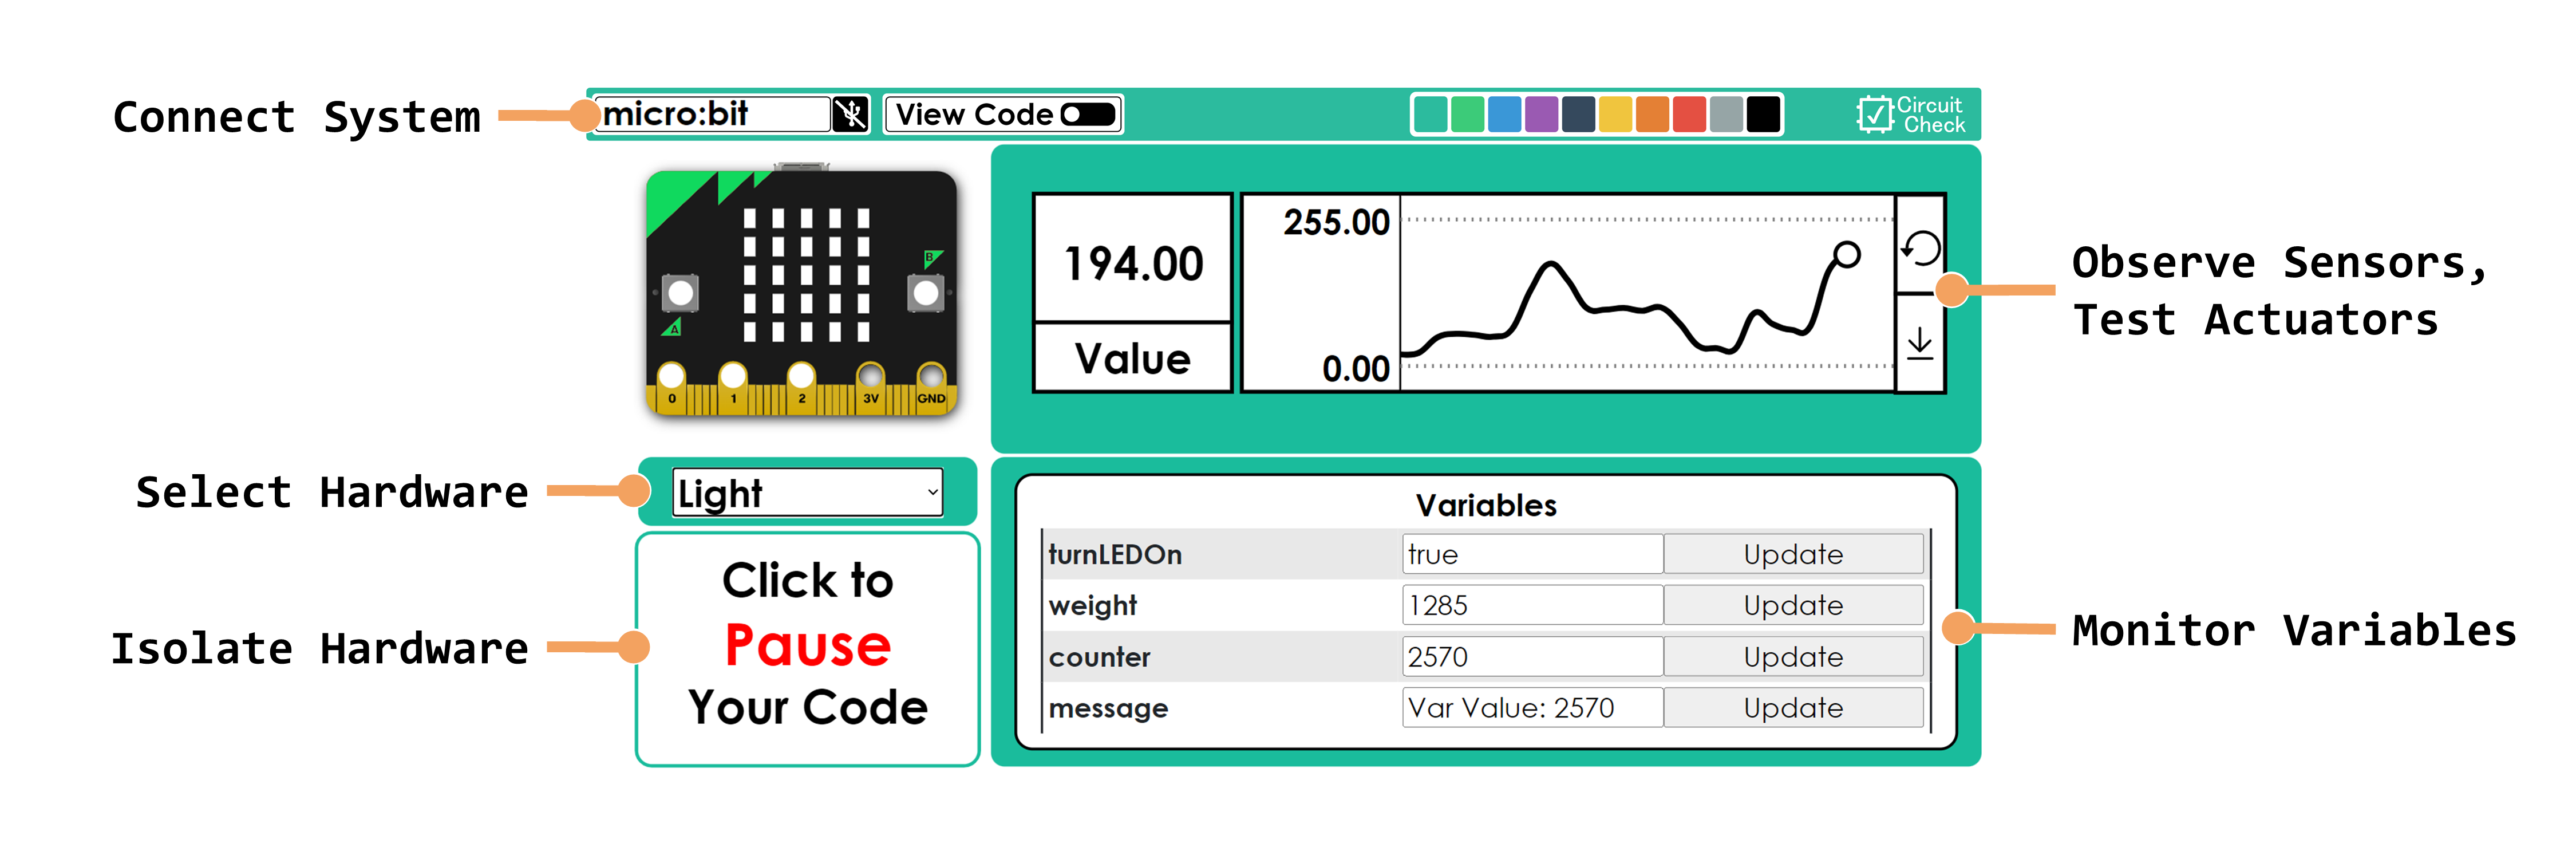 Connect System
micro:bit
View Code
Circuit
Check
B
A
0 1 2 3V GND
194.00
Value
255.00
0.00
Observe Sensors,
Test Actuators
Select Hardware
Light
Isolate Hardware
Click to
Pause
Your Code
Variables
turnLEDOn true Update
weight 1285 Update
counter 2570 Update
message Var Value: 2570 Update
Monitor Variables